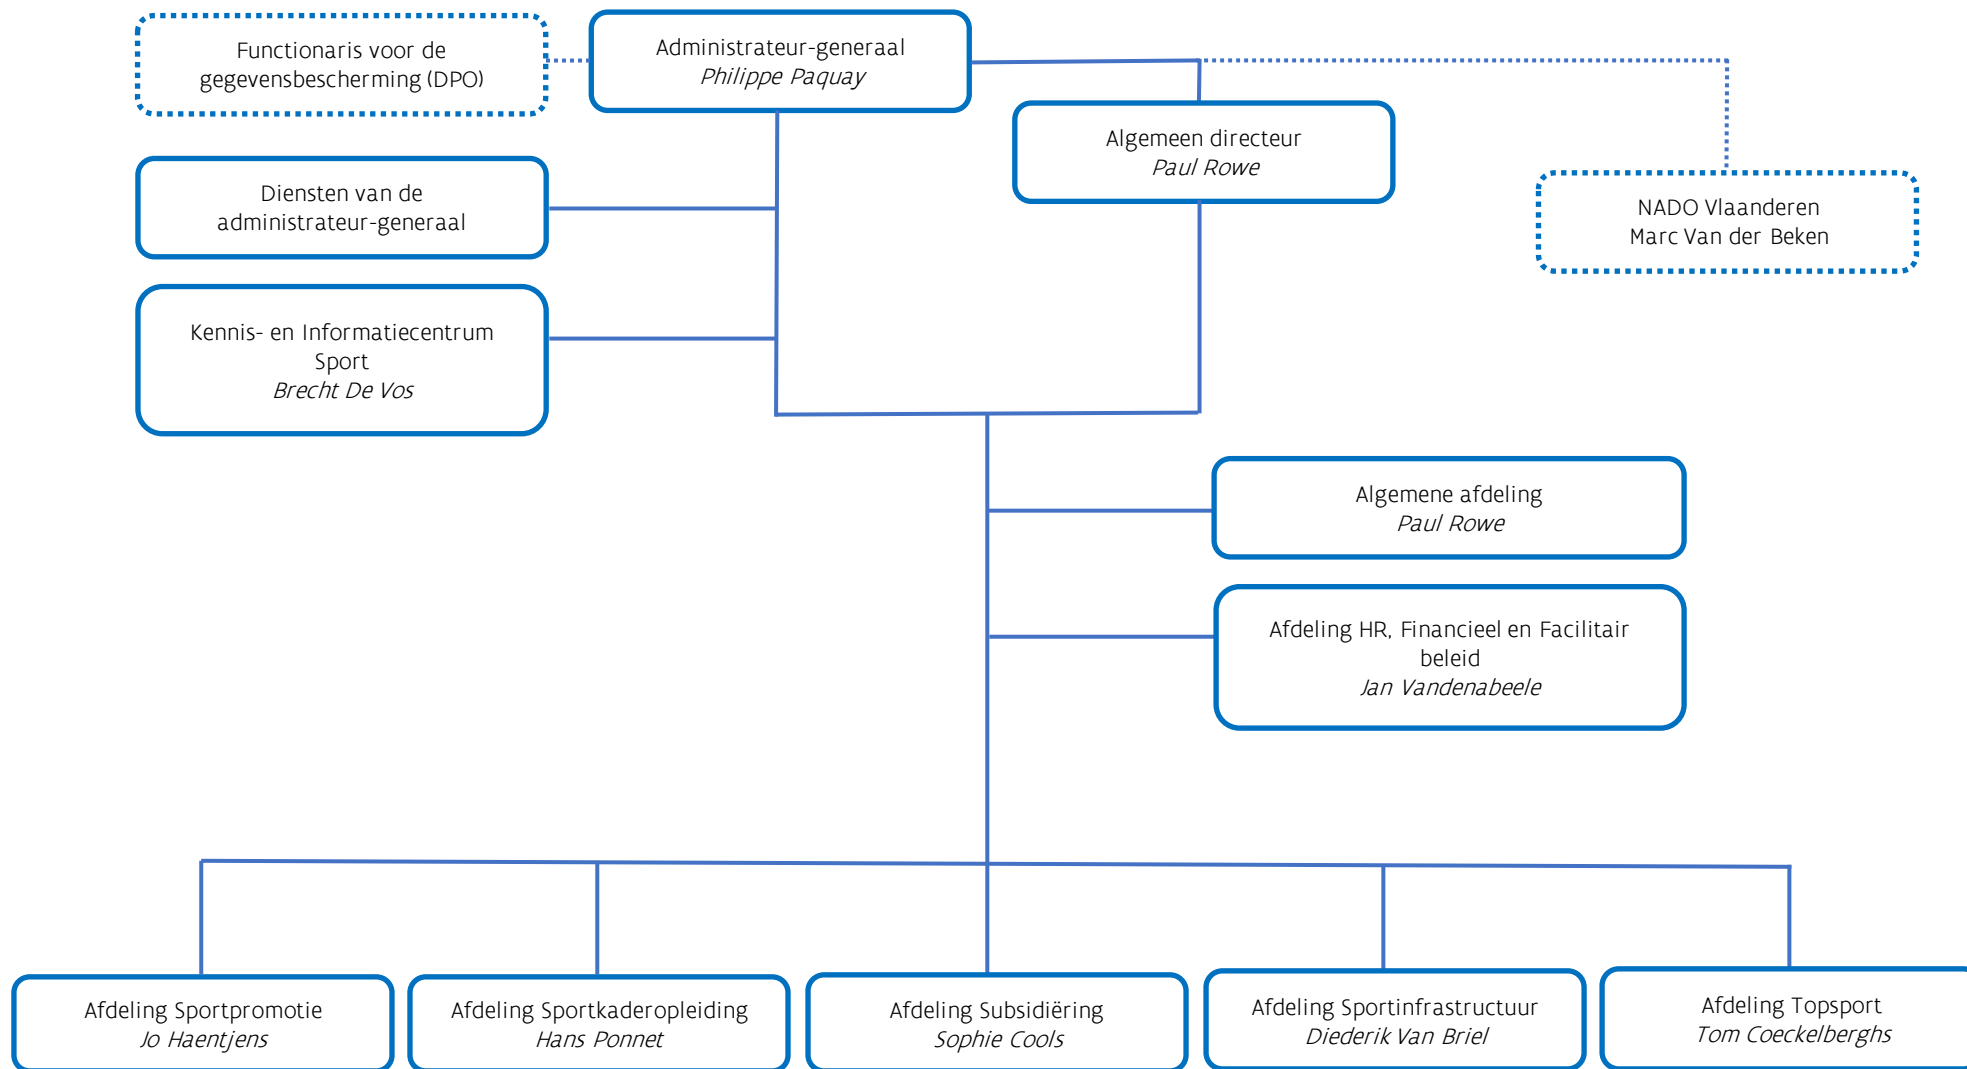 Functionaris voor de
gegevensbescherming (DPO)
Administrateur-generaal
Philippe Paquay
Algemeen directeur
Paul Rowe
Diensten van de
administrateur-generaal
NADO Vlaanderen
Marc Van der Beken
Kennis- en Informatiecentrum
Sport
Brecht De Vos
Algemene afdeling
Paul Rowe
Afdeling HR, Financieel en Facilitair
beleid
Jan Vandenabeele
Afdeling Sportpromotie
Jo Haentjens
Afdeling Sportkaderopleiding
Hans Ponnet
Afdeling Subsidiëring
Sophie Cools
Afdeling Sportinfrastructuur
Diederik Van Briel
Afdeling Topsport
Tom Coeckelberghs